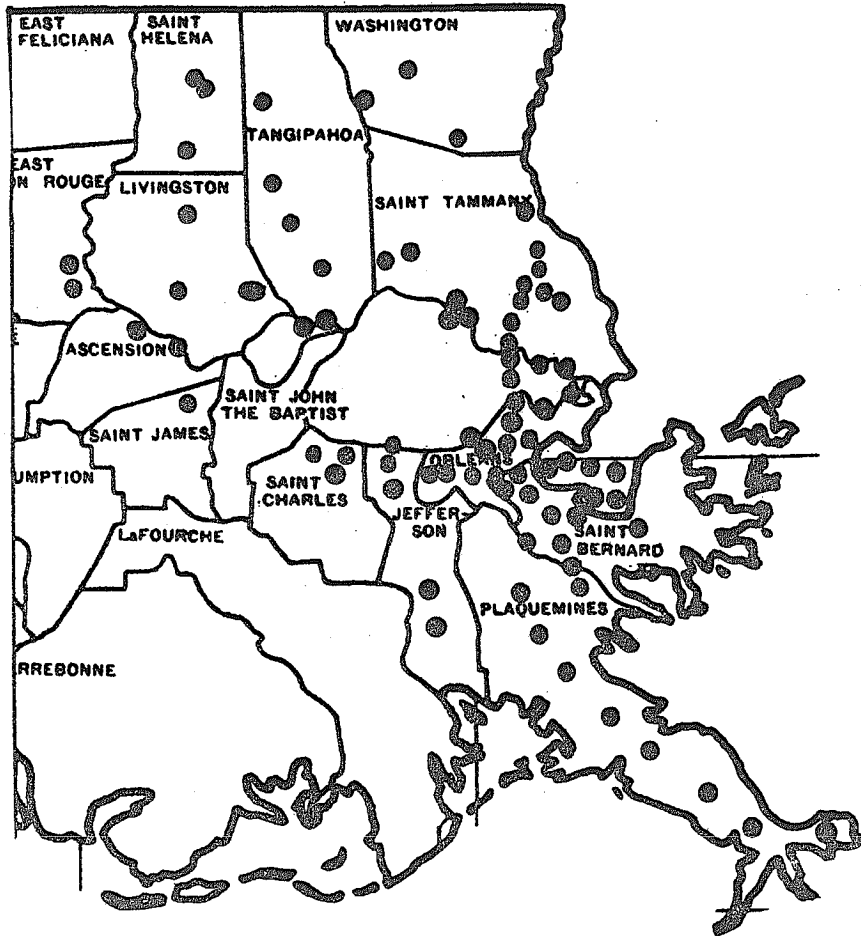 EAST
FELICIANA
SAINT
HELENA
WASHINGTON
TANGIPAHOA
EAST
N ROUGE
LIVINGSTON
SAINT TAMMANY
ASCENSION
SAINT JOHN
THE BAPTIST
SAINT JAMES
ORLEANS
UMPTION
SAINT
CHARLES
JEFFER-
SON
LaFOURCHE
SAINT
BERNARD
PLAQUEMINES
RREBONNE